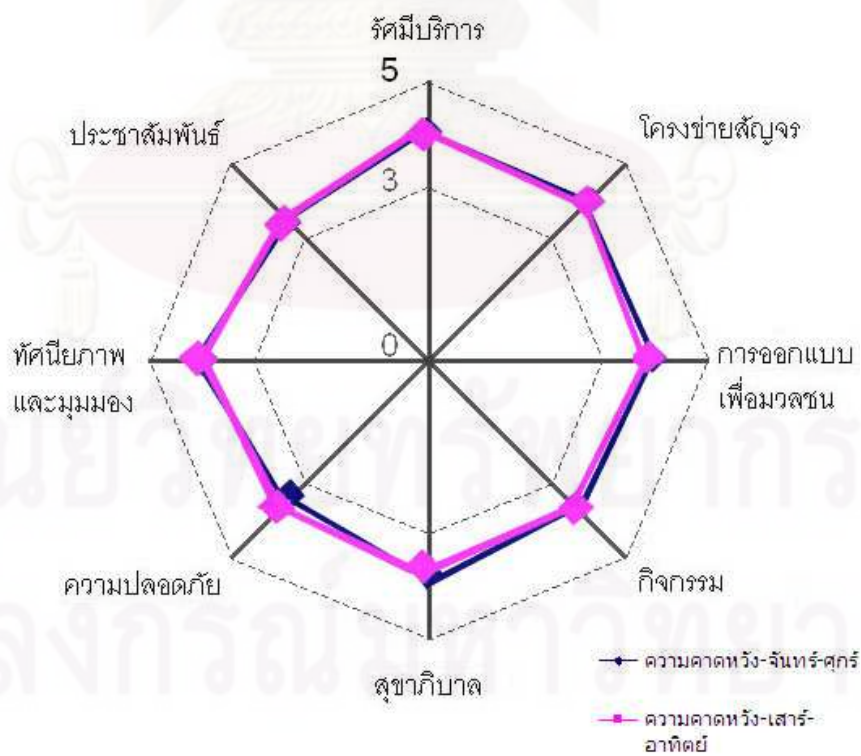 รัศมีบริการ
5
ประชาสัมพันธ์
โครงข่ายสัญจร
3
ทัศนียภาพ
และมุมมอง
0
การออกแบบ
เพื่อมวลชน
ความปลอดภัย
กิจกรรม
สุขาภิบาล
ความคาดหวัง-จันทร์-ศุกร์
ความคาดหวัง-เสาร์-
อาทิตย์